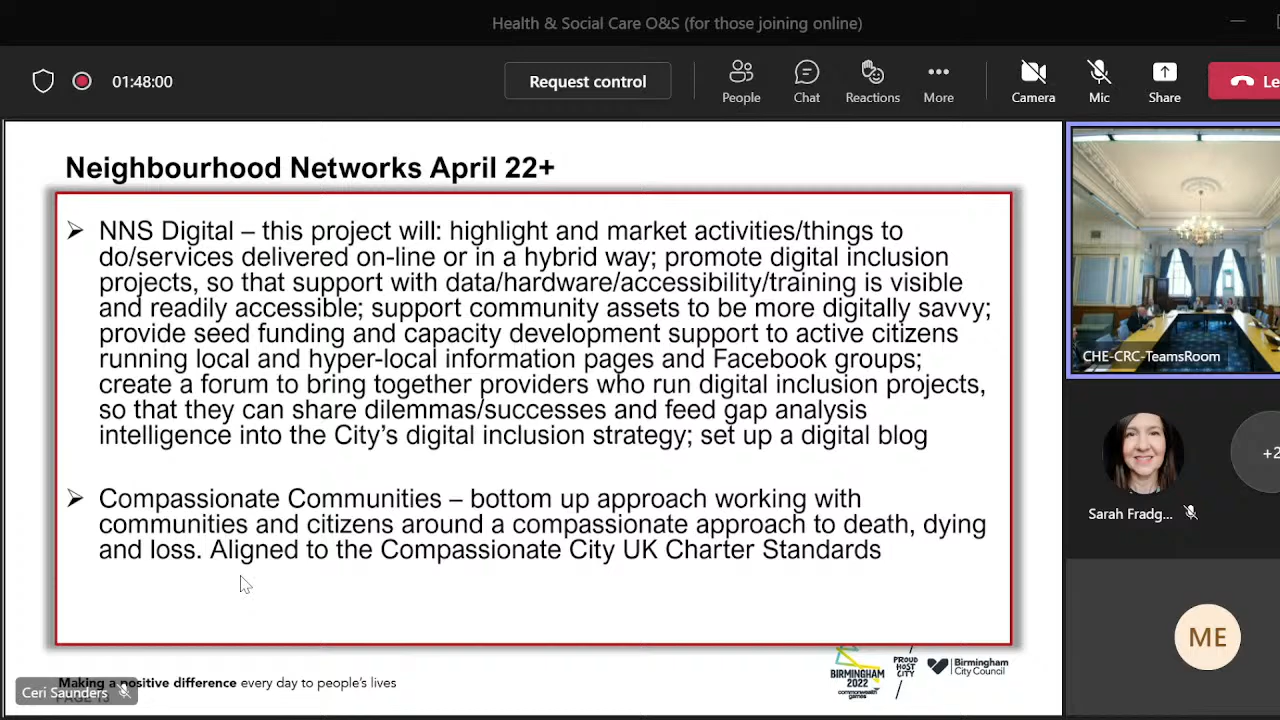 Health & Social Care O&S (for those joining online)
01:48:00
Request control
People
Chat
Reactions
More
Camera
Mic
Share
Le
Neighbourhood Networks April 22+
NNS Digital – this project will: highlight and market activities/things to
do/services delivered on-line or in a hybrid way; promote digital inclusion
projects, so that support with data/hardware/accessibility/training is visible
and readily accessible; support community assets to be more digitally savvy;
provide seed funding and capacity development support to active citizens
running local and hyper-local information pages and Facebook groups;
create a forum to bring together providers who run digital inclusion projects,
so that they can share dilemmas/successes and feed gap analysis
intelligence into the City's digital inclusion strategy; set up a digital blog
Compassionate Communities – bottom up approach working with
communities and citizens around a compassionate approach to death, dying
and loss. Aligned to the Compassionate City UK Charter Standards
CHE-CRC-TeamsRoom
+2
Sarah Fradg...
ME
BIRMINGHAM
2022
commonwealth
games
PROUD
HOST
CITY
Birmingham
City Council
Making a positive difference every day to people's lives
Ceri Saunders